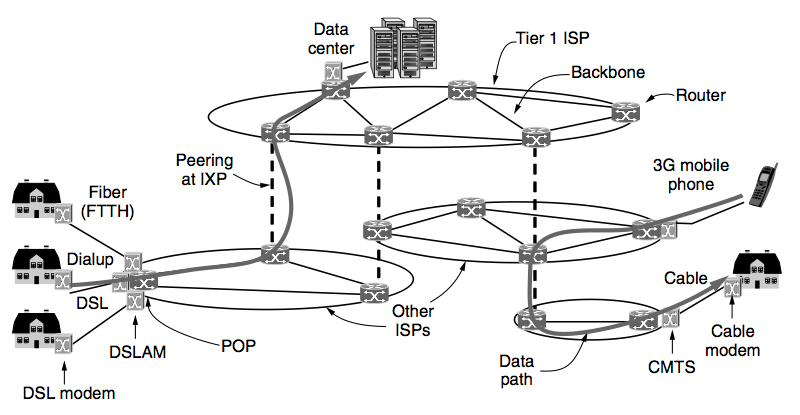 Data
center
Tier 1 ISP
Backbone
Router
Peering
at IXP
3G mobile
phone
Fiber
(FTTH)
Dialup
DSL
Cable
Other
ISPs
POP
DSLAM
DSL modem
Data
path
CMTS
Cable
modem